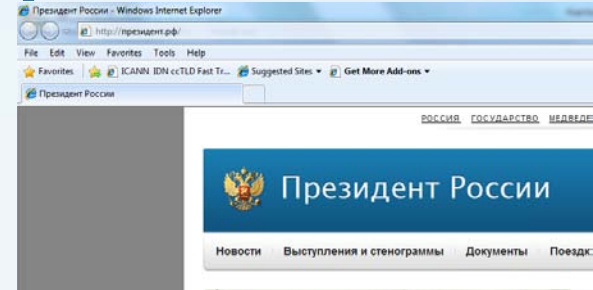 Президент России - Windows Internet Explorer
http://президент.рф/
File Edit View Favorites Tools Help
Favorites ICANN IDN ccTLD Fast Tr... Suggested Sites Get More Add-ons
Президент России
РОССИЯ ГОСУДАРСТВО
Президент России
Новости Выступления и стенограммы Документы